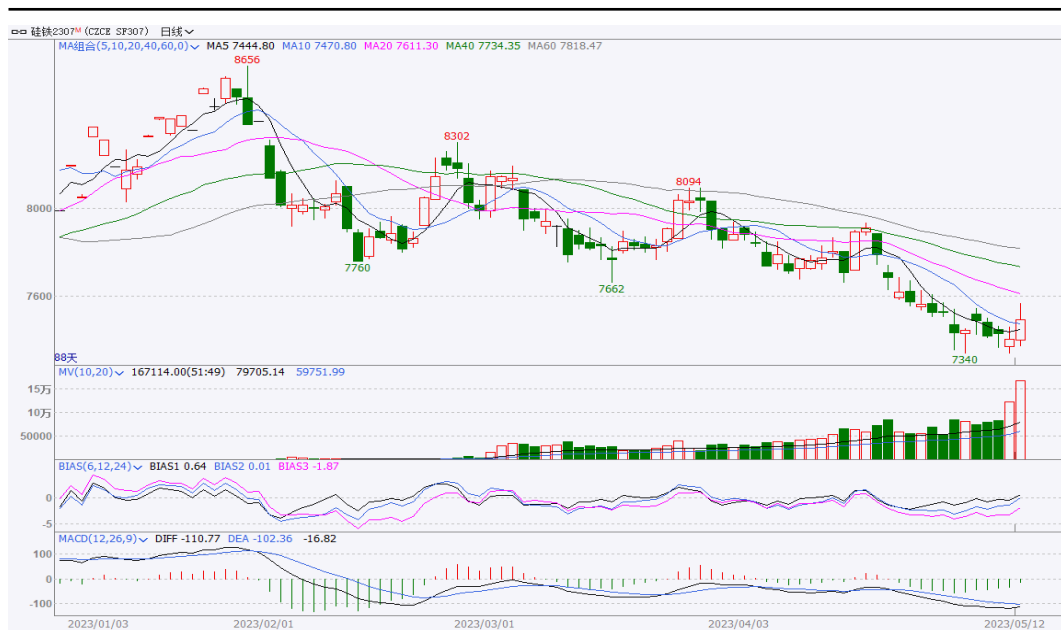 硅铁2307M (CZCE SF307) 日线
MA组合(5,10,20,40,60,0) MA5 7444.80 MA10 7470.80 MA20 7611.30 MA40 7734.35 MA60 7818.47
8656
8302
8094
8000
7760
7662
7600
7340
88天
MV(10,20) 167114.00(51:49) 79705.14 59751.99
15万
10万
50000
BIAS(6,12,24) BIAS1 0.64 BIAS2 0.01 BIAS3 -1.87
0
-5
MACD(12,26,9) DIFF -110.77 DEA -102.36 -16.82
100
0
-100
2023/01/03 2023/02/01 2023/03/01 2023/04/03 2023/05/12